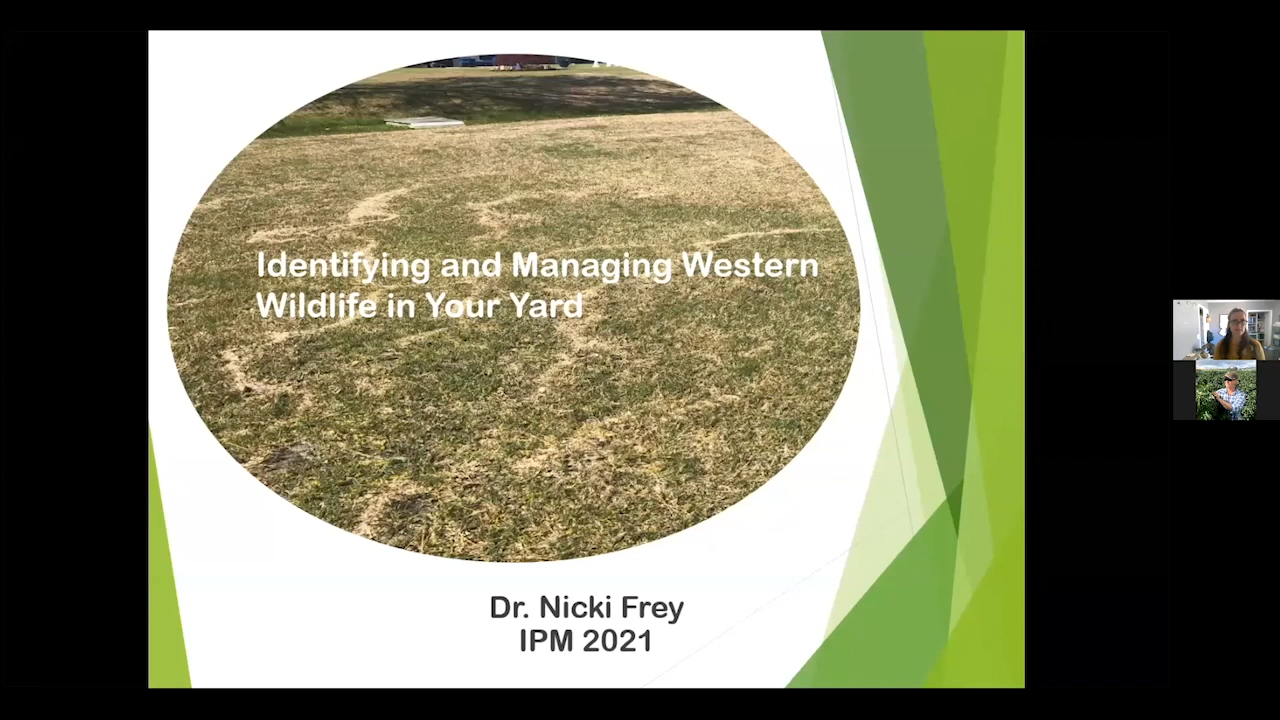 Identifying and Managing Western
Wildlife in Your Yard
Dr. Nicki Frey
IPM 2021